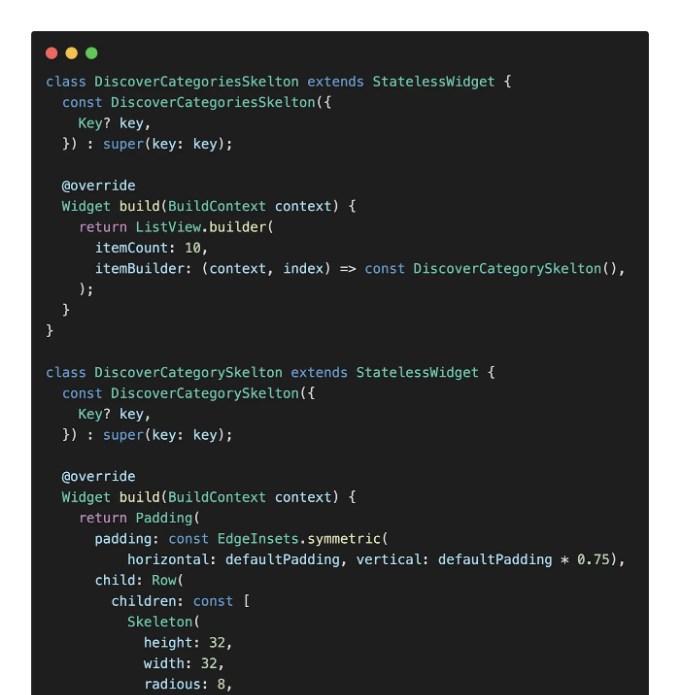 class DiscoverCategoriesSkelton extends StatelessWidget {
  const DiscoverCategoriesSkelton({
    Key? key,
  }) : super(key: key);

  @override
  Widget build(BuildContext context) {
    return ListView.builder(
      itemCount: 10,
      itemBuilder: (context, index) => const DiscoverCategorySkelton(),
    );
  }
}

class DiscoverCategorySkelton extends StatelessWidget {
  const DiscoverCategorySkelton({
    Key? key,
  }) : super(key: key);

  @override
  Widget build(BuildContext context) {
    return Padding(
      padding: const EdgeInsets.symmetric(
          horizontal: defaultPadding, vertical: defaultPadding * 0.75),
      child: Row(
        children: const [
          Skeleton(
            height: 32,
            width: 32,
            radious: 8,